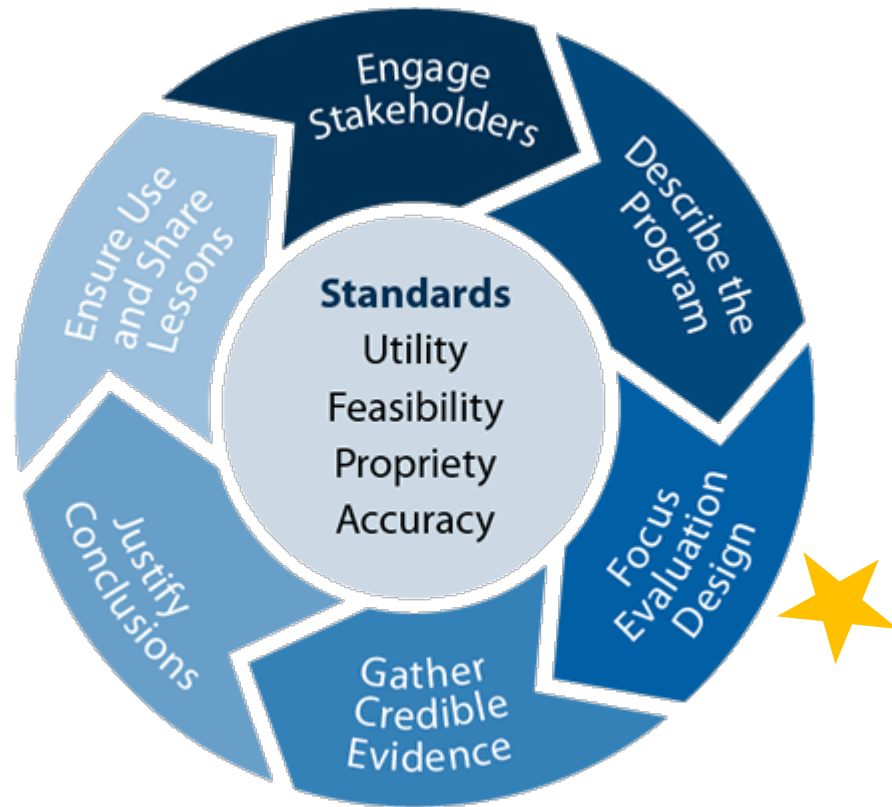 Engage
Stakeholders
Describe the
Program
Focus
Evaluation
Design
Gather
Credible
Evidence
Justify
Conclusions
Ensure Use
and Share
Lessons
Standards
Utility
Feasibility
Propriety
Accuracy